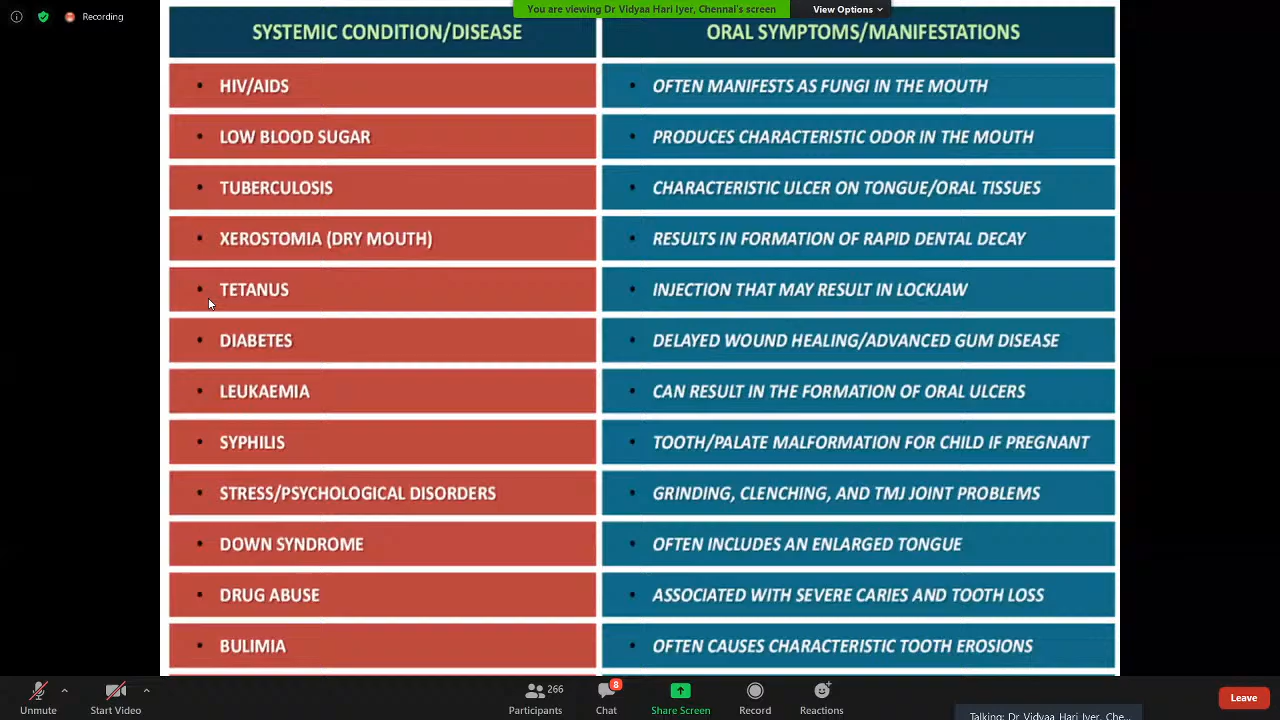 Recording
You are viewing Dr Vidyaa Hari Iyer, Chennai's screen
View Options
SYSTEMIC CONDITION/DISEASE ORAL SYMPTOMS/MANIFESTATIONS
• HIV/AIDS • OFTEN MANIFESTS AS FUNGI IN THE MOUTH
• LOW BLOOD SUGAR • PRODUCES CHARACTERISTIC ODOR IN THE MOUTH
• TUBERCULOSIS • CHARACTERISTIC ULCER ON TONGUE/ORAL TISSUES
• XEROSTOMIA (DRY MOUTH) • RESULTS IN FORMATION OF RAPID DENTAL DECAY
• TETANUS • INJECTION THAT MAY RESULT IN LOCKJAW
• DIABETES • DELAYED WOUND HEALING/ADVANCED GUM DISEASE
• LEUKAEMIA • CAN RESULT IN THE FORMATION OF ORAL ULCERS
• SYPHILIS • TOOTH/PALATE MALFORMATION FOR CHILD IF PREGNANT
• STRESS/PSYCHOLOGICAL DISORDERS • GRINDING, CLENCHING, AND TMJ JOINT PROBLEMS
• DOWN SYNDROME • OFTEN INCLUDES AN ENLARGED TONGUE
• DRUG ABUSE • ASSOCIATED WITH SEVERE CARIES AND TOOTH LOSS
• BULIMIA • OFTEN CAUSES CHARACTERISTIC TOOTH EROSIONS
266 8
Unmute Start Video Participants Chat Share Screen Record Reactions Leave
Talking: Dr Vidyaa Hari Iyer, Che...